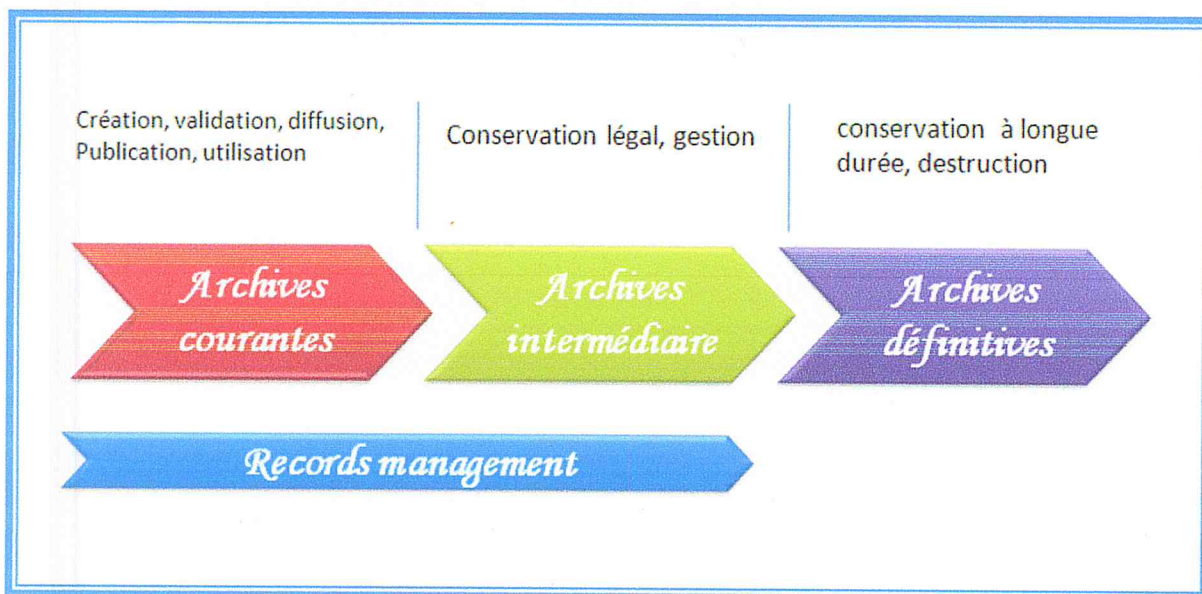 Création, validation, diffusion,
Publication, utilisation
Conservation légal, gestion
conservation à longue
durée, destruction
Archives
courantes
Archives
intermédiaire
Archives
définitives
Records management